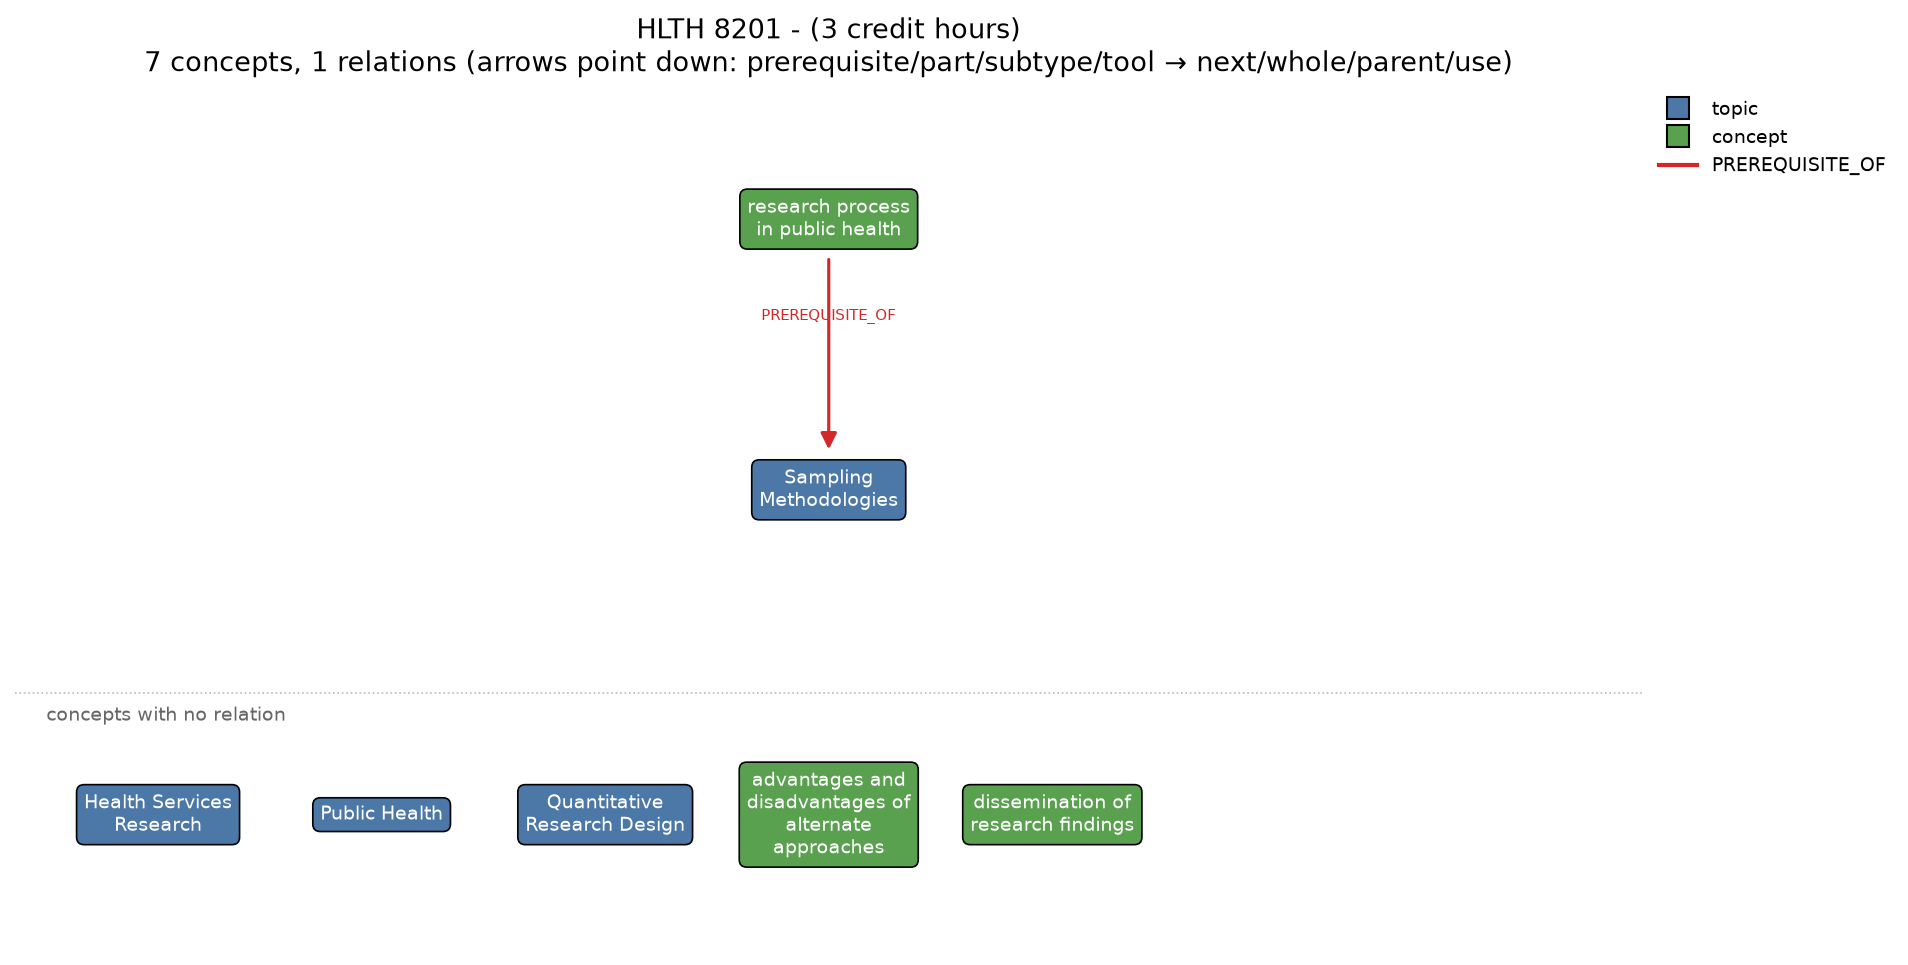 HLTH 8201 - (3 credit hours)
7 concepts, 1 relations (arrows point down: prerequisite/part/subtype/tool → next/whole/parent/use)
topic
concept
PREREQUISITE_OF
research process
in public health
PREREQUISITE_OF
Sampling
Methodologies
concepts with no relation
Health Services
Research
Public Health
Quantitative
Research Design
advantages and
disadvantages of
alternate
approaches
dissemination of
research findings